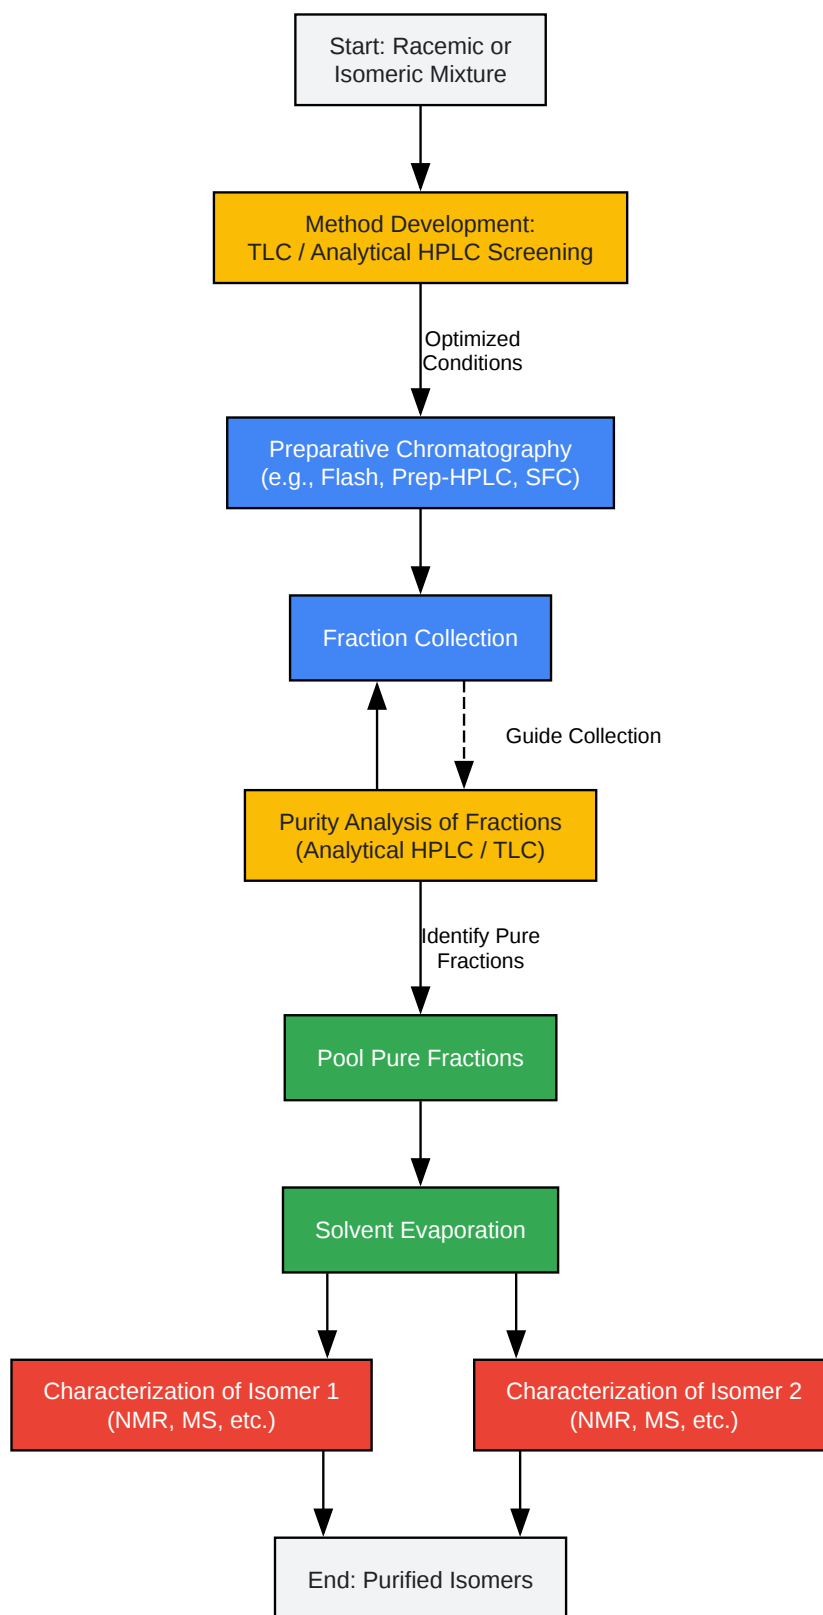 Start: Racemic or
Isomeric Mixture
Method Development:
TLC / Analytical HPLC Screening
Optimized
Conditions
Preparative Chromatography
(e.g., Flash, Prep-HPLC, SFC)
Fraction Collection
Guide Collection
Purity Analysis of Fractions
(Analytical HPLC / TLC)
Identify Pure
Fractions
Pool Pure Fractions
Solvent Evaporation
Characterization of Isomer 1
(NMR, MS, etc.)
Characterization of Isomer 2
(NMR, MS, etc.)
End: Purified Isomers